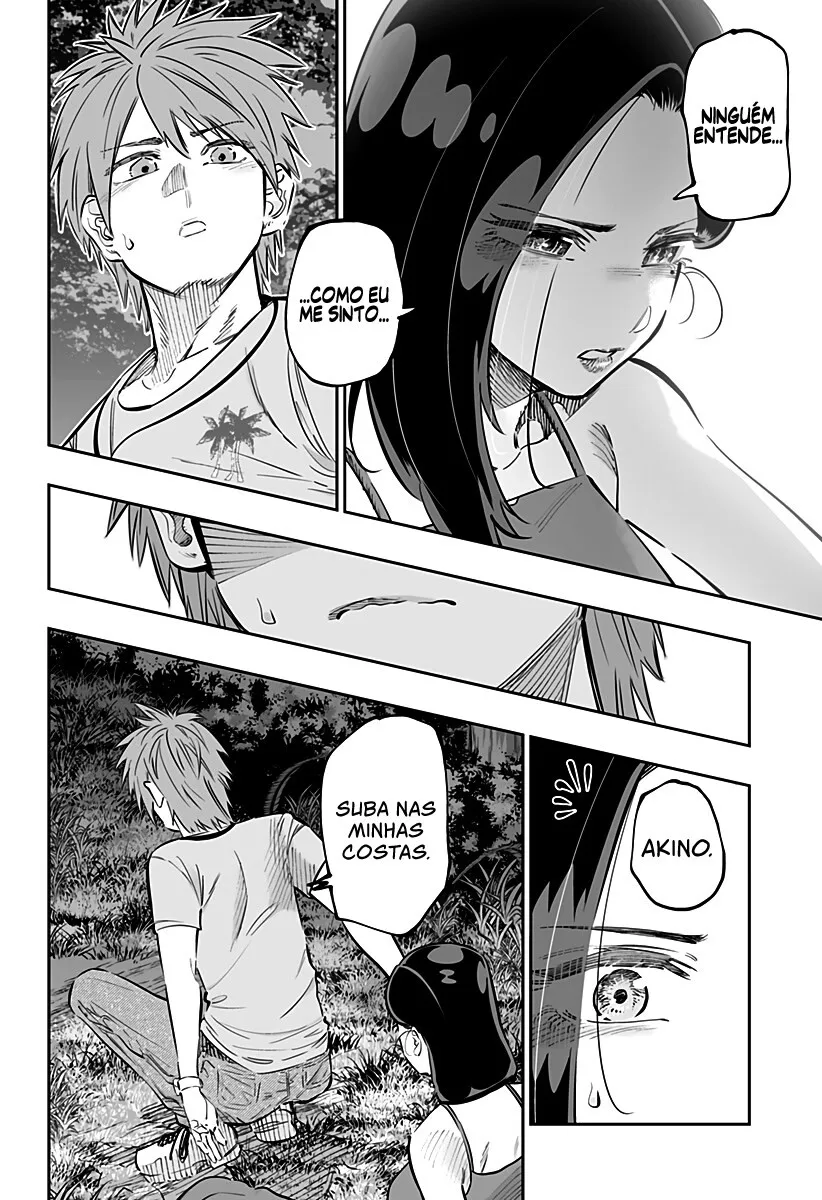 NINGUÉM
ENTENDE...
...COMO EU
ME SINTO...
AKINO.
SUBA NAS
MINHAS
COSTAS.